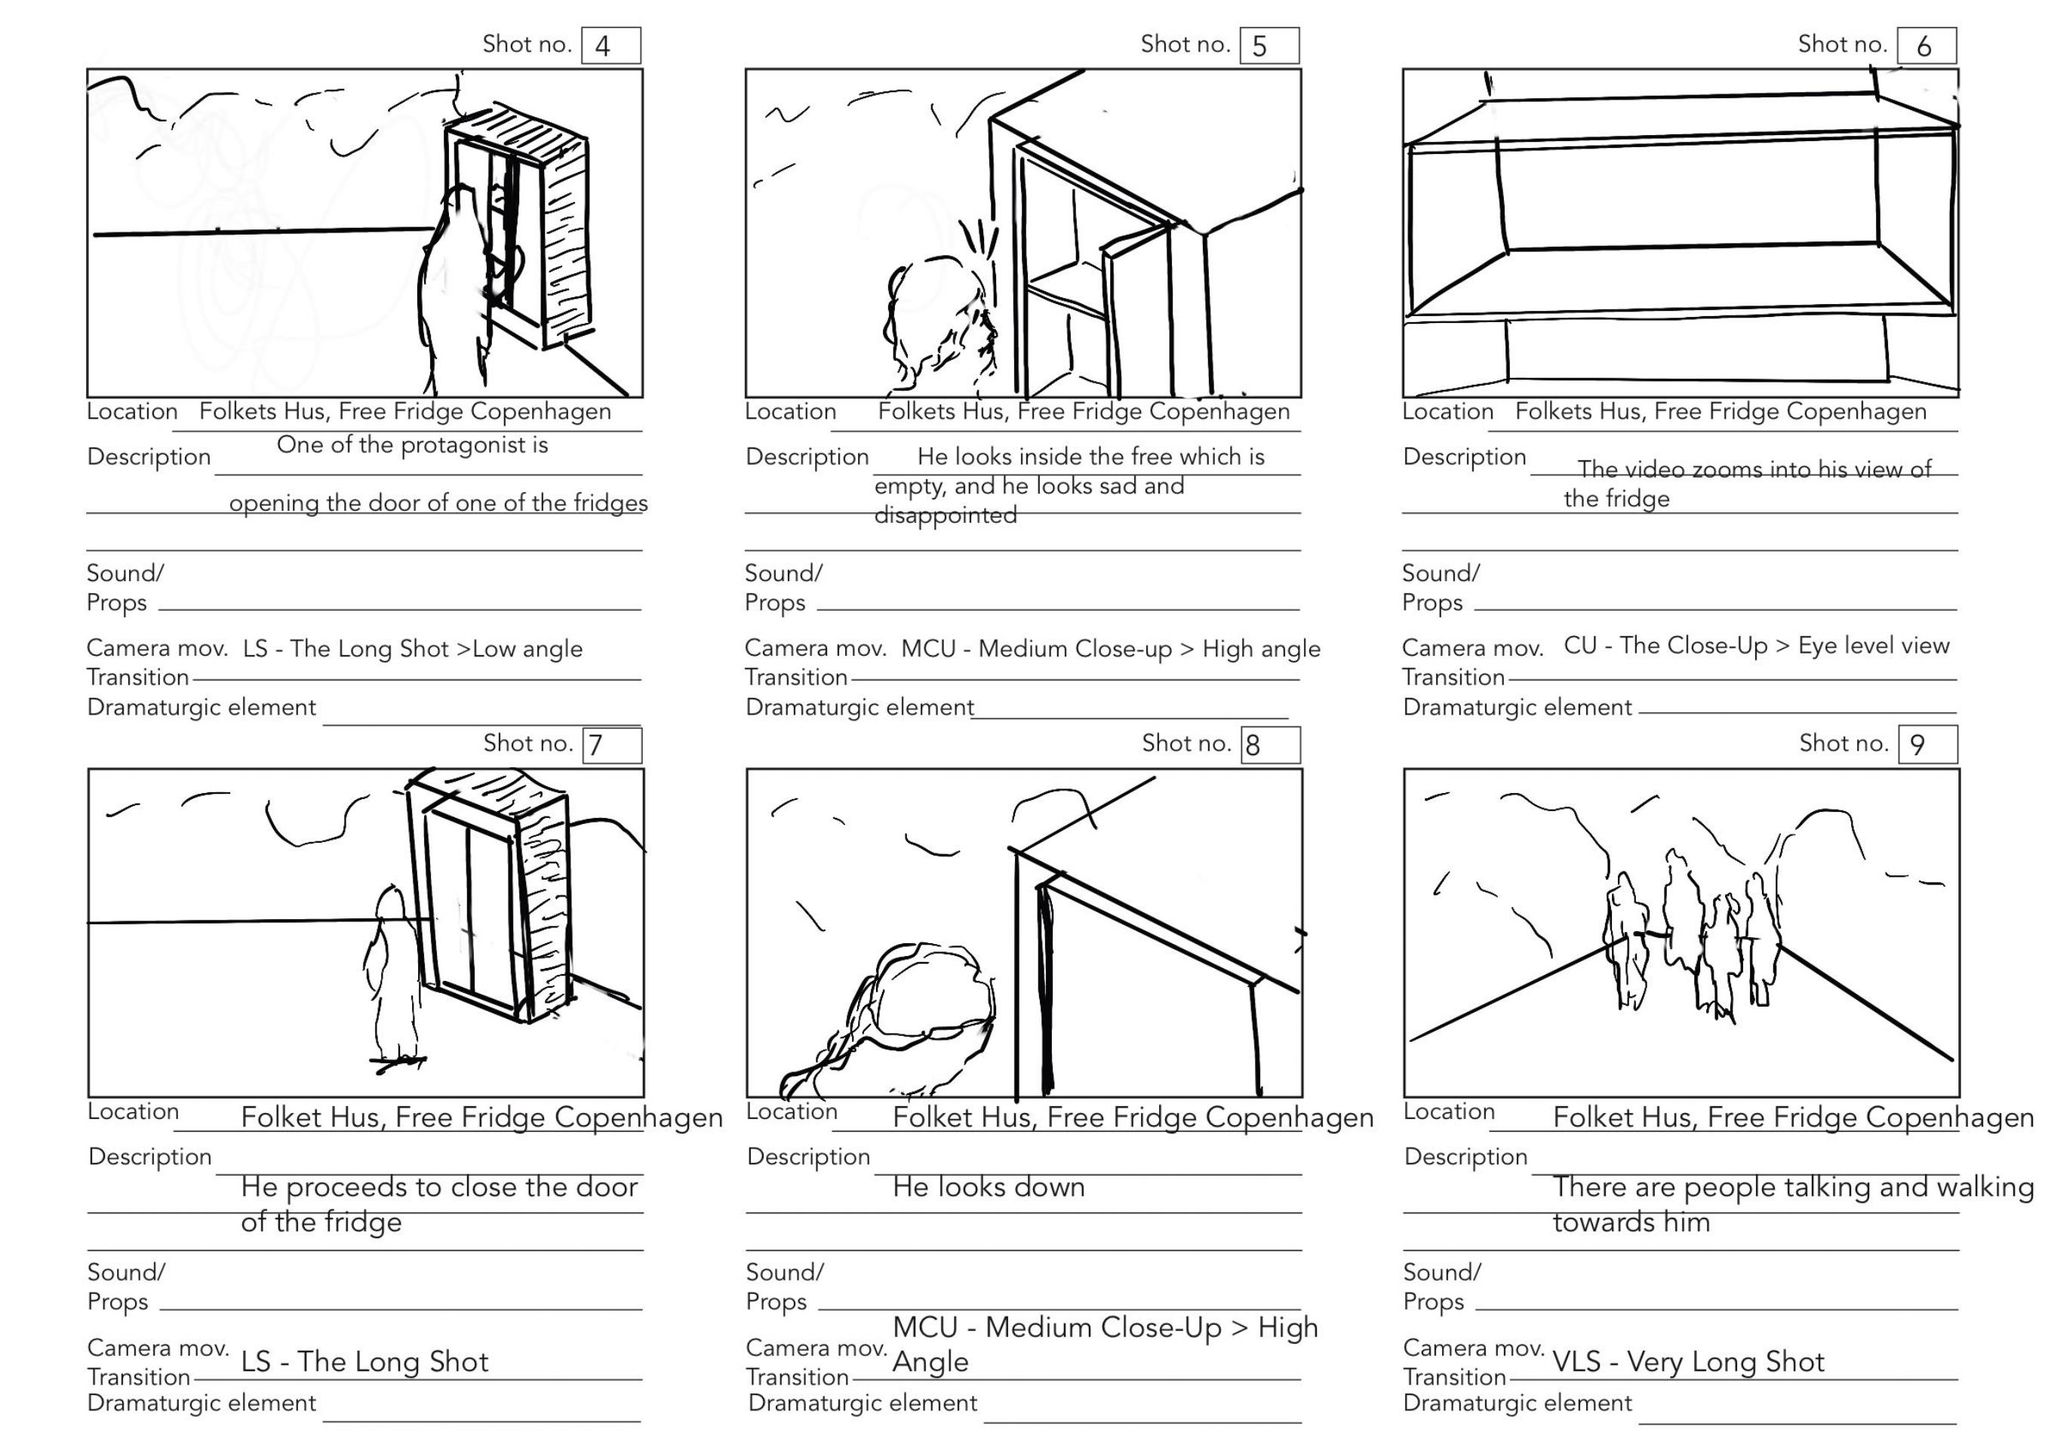 Shot no. 4
Location Folkets Hus, Free Fridge Copenhagen
Description One of the protagonist is
opening the door of one of the fridges
Sound/
Props
Camera mov. LS - The Long Shot >Low angle
Transition
Dramaturgic element
Shot no. 5
Location Folkets Hus, Free Fridge Copenhagen
Description He looks inside the free which is
empty, and he looks sad and
disappointed
Sound/
Props
Camera mov. MCU - Medium Close-up > High angle
Transition
Dramaturgic element
Shot no. 6
Location Folkets Hus, Free Fridge Copenhagen
Description The video zooms into his view of
the fridge
Sound/
Props
Camera mov. CU - The Close-Up > Eye level view
Transition
Dramaturgic element
Shot no. 7
Location Folket Hus, Free Fridge Copenhagen
Description
He proceeds to close the door
of the fridge
Sound/
Props
Camera mov.
LS - The Long Shot
Transition
Dramaturgic element
Shot no. 8
Location Folket Hus, Free Fridge Copenhagen
Description
He looks down
Sound/
Props
MCU - Medium Close-Up > High
Camera mov. Angle
Transition
Dramaturgic element
Shot no. 9
Location Folket Hus, Free Fridge Copenhagen
Description
There are people talking and walking
towards him
Sound/
Props
Camera mov.
VLS - Very Long Shot
Transition
Dramaturgic element